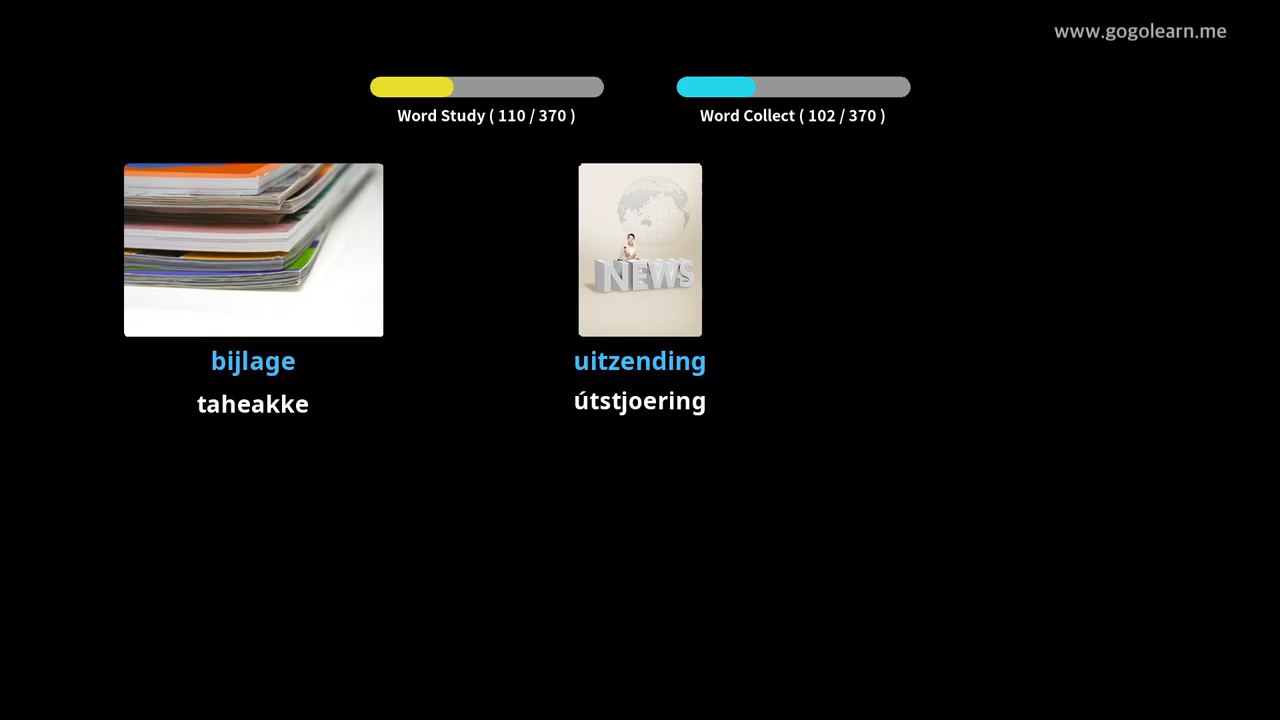 www.gogolearn.me
Word Study ( 110 / 370 )
Word Collect ( 102 / 370 )
NEWS
bijlage
uitzending
taheakke
útstjoering